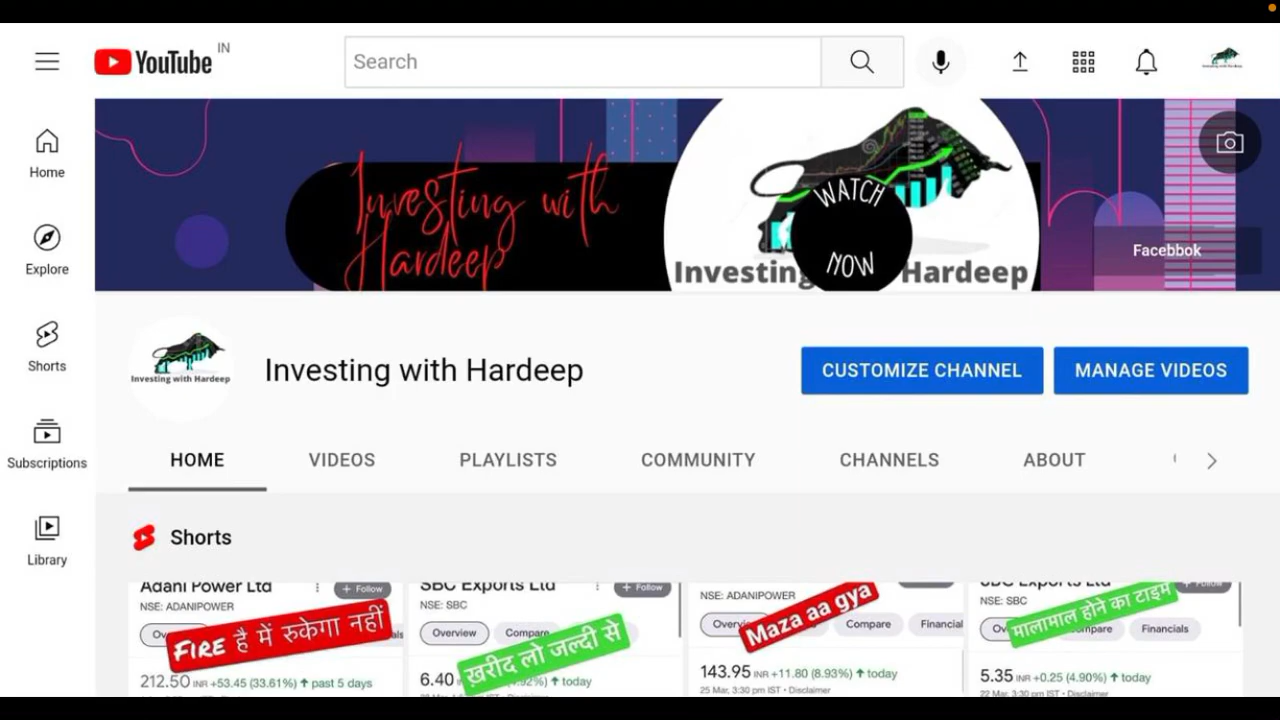 YouTube IN
Search
Home
Explore
Shorts
Subscriptions
Library
Investing with
Hardeep
WATCH
NOW
Investing Hardeep
Facebbok
Investing with Hardeep
Investing with Hardeep
CUSTOMIZE CHANNEL
MANAGE VIDEOS
HOME
VIDEOS
PLAYLISTS
COMMUNITY
CHANNELS
ABOUT
Shorts
Adani Power Ltd
+ Follow
NSE: ADANIPOWER
FIRE है में रुकेगा नहीं
212.50 INR +53.45 (33.61%) ↑ past 5 days
SBC Exports Ltd
+ Follow
NSE: SBC
Overview
Compare
ख़रीद लो जल्दी से
6.40
↑ today
NSE: ADANIPOWER
Maza aa gya
Compare
Financial
143.95 INR +11.80 (8.93%) ↑ today
25 Mar, 3:30 pm IST • Disclaimer
SBC Exports Ltd
NSE: SBC
मालामाल होने का टाइम
Financials
5.35 INR +0.25 (4.90%) ↑ today
22 Mar, 3:30 pm IST • Disclaimer